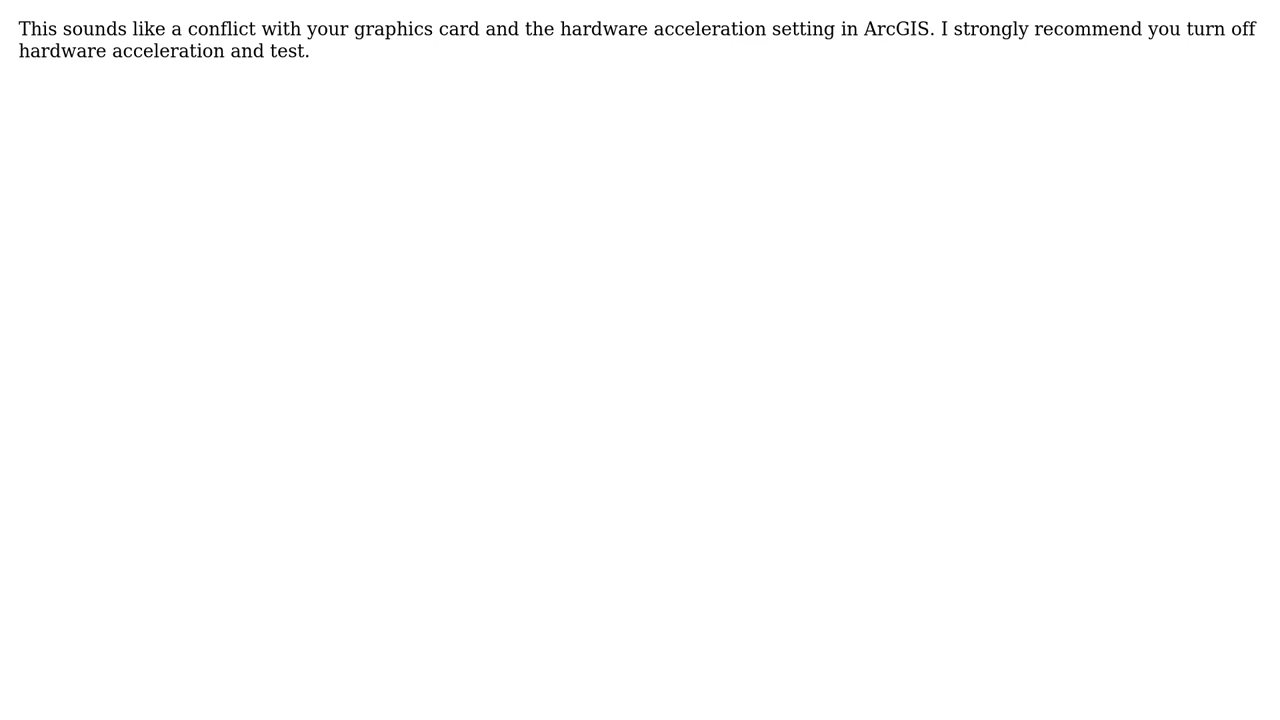 This sounds like a conflict with your graphics card and the hardware acceleration setting in ArcGIS. I strongly recommend you turn off
hardware acceleration and test.